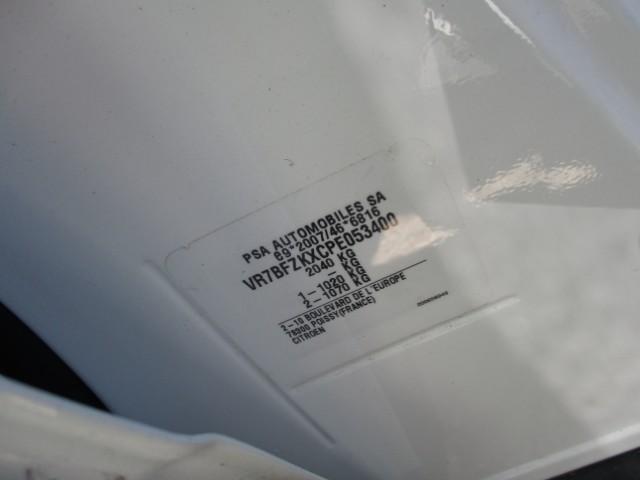 PSA AUTOMOBILES SA
e9*2007/46*6816
VR7BFZKXCPE053400
2040 KG
- KG
1-1020 KG
2-1070 KG
2-10 BOULEVARD DE L'EUROPE
78300 POISSY(FRANCE)
CITROEN